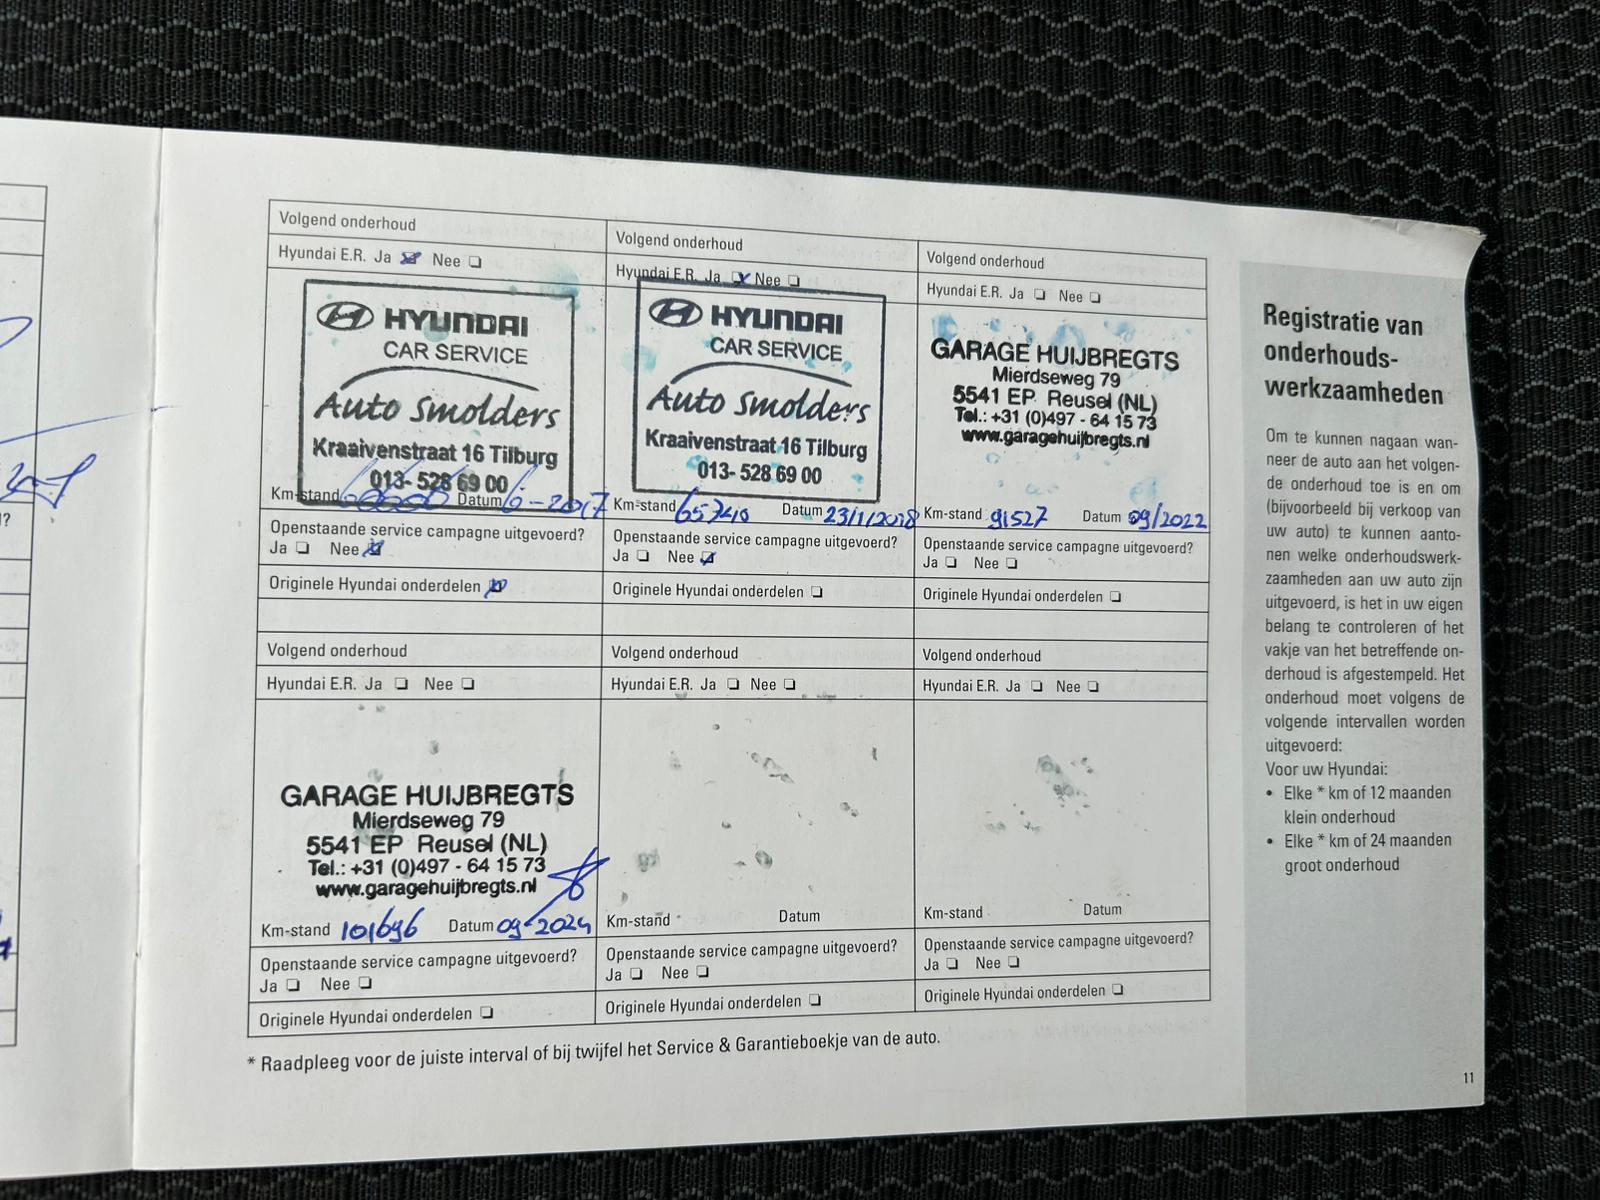 Volgend onderhoud
Hyundai E.R. Ja Nee
HYUNDAI
CAR SERVICE
Auto Smolders
Kraaivenstraat 16 Tilburg
013- 528 69 00
Km-stand Datum 6-2017
Openstaande service campagne uitgevoerd?
Ja Nee
Originele Hyundai onderdelen
Volgend onderhoud
Hyundai E.R. Ja Nee
HYUNDAI
CAR SERVICE
Auto Smolders
Kraaivenstraat 16 Tilburg
013- 528 69 00
Km-stand 65740 Datum 23/1/2018
Openstaande service campagne uitgevoerd?
Ja Nee
Originele Hyundai onderdelen
Volgend onderhoud
Hyundai E.R. Ja Nee
GARAGE HUIJBREGTS
Mierdseweg 79
5541 EP Reusel (NL)
Tel.: +31 (0)497 - 64 15 73
www.garagehuijbregts.nl
Km-stand 91527 Datum 09/2022
Openstaande service campagne uitgevoerd?
Ja Nee
Originele Hyundai onderdelen
Volgend onderhoud
Hyundai E.R. Ja Nee
GARAGE HUIJBREGTS
Mierdseweg 79
5541 EP Reusel (NL)
Tel.: +31 (0)497 - 64 15 73
www.garagehuijbregts.nl
Km-stand 101696 Datum 09-2024
Openstaande service campagne uitgevoerd?
Ja Nee
Originele Hyundai onderdelen
Volgend onderhoud
Hyundai E.R. Ja Nee
Km-stand Datum
Openstaande service campagne uitgevoerd?
Ja Nee
Originele Hyundai onderdelen
Volgend onderhoud
Hyundai E.R. Ja Nee
Km-stand Datum
Openstaande service campagne uitgevoerd?
Ja Nee
Originele Hyundai onderdelen
* Raadpleeg voor de juiste interval of bij twijfel het Service & Garantieboekje van de auto.
Registratie van
onderhouds-
werkzaamheden
Om te kunnen nagaan wan-
neer de auto aan het volgen-
de onderhoud toe is en om
(bijvoorbeeld bij verkoop van
uw auto) te kunnen aanto-
nen welke onderhoudswerk-
zaamheden aan uw auto zijn
uitgevoerd, is het in uw eigen
belang te controleren of het
vakje van het betreffende on-
derhoud is afgestempeld. Het
onderhoud moet volgens de
volgende intervallen worden
uitgevoerd:
Voor uw Hyundai:
• Elke * km of 12 maanden
klein onderhoud
• Elke * km of 24 maanden
groot onderhoud
11